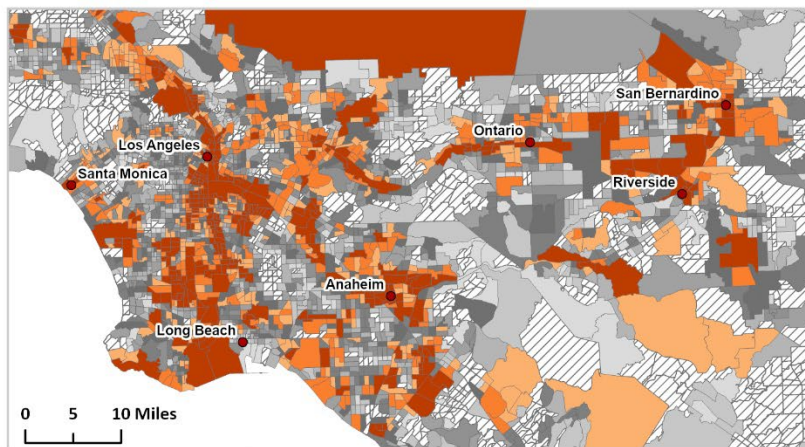 San Bernardino
Ontario
Los Angeles
Santa Monica
Riverside
Anaheim
Long Beach
0 5 10 Miles